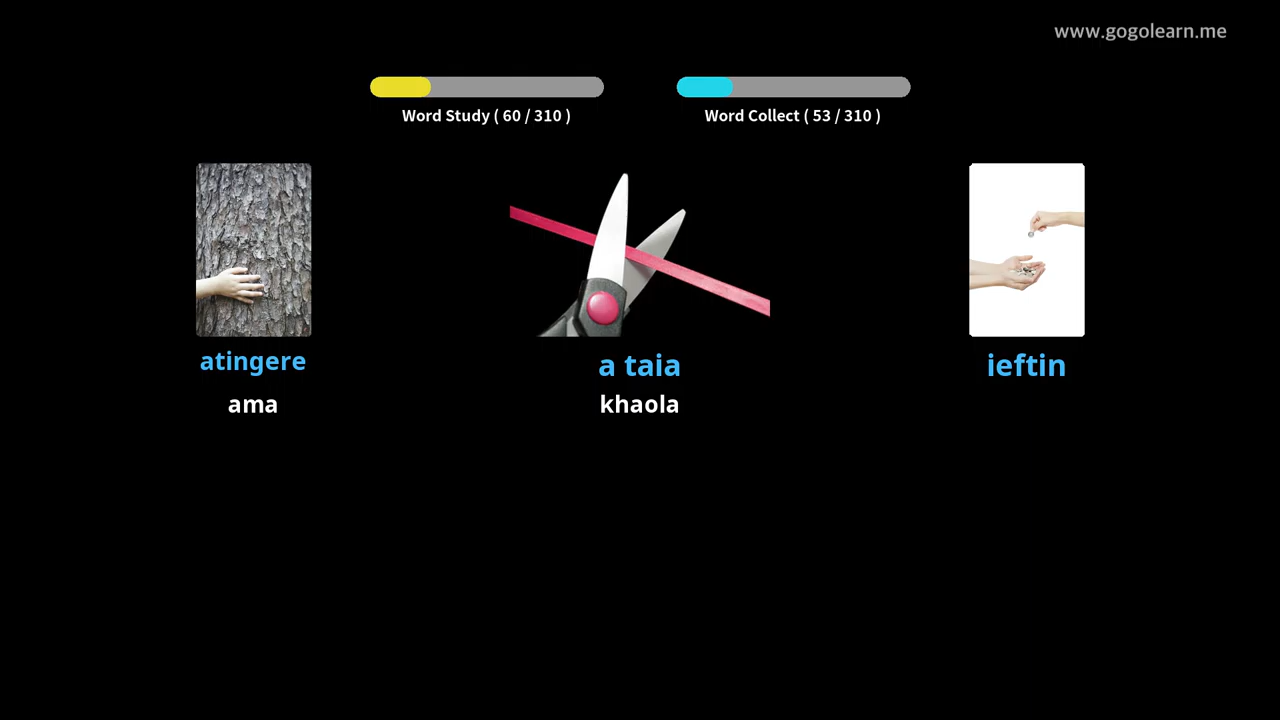 www.gogolearn.me
Word Study ( 60 / 310 )
Word Collect ( 53 / 310 )
atingere
a taia
ieftin
ama
khaola